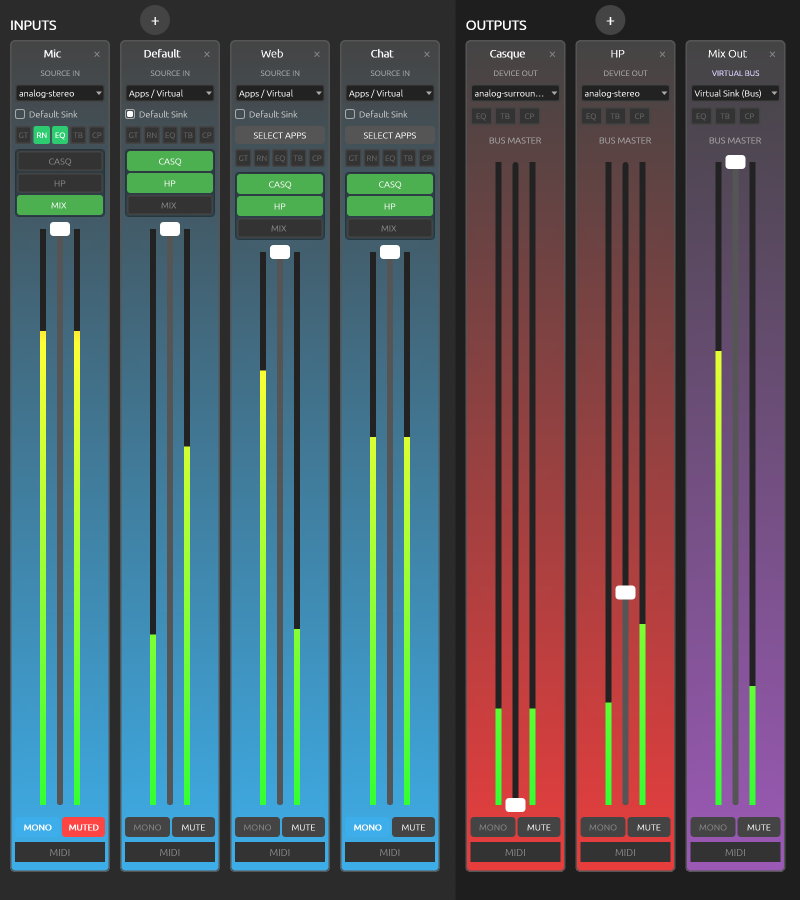 INPUTS
+
OUTPUTS
+
Mic ×
SOURCE IN
analog-stereo
Default Sink
GT RN EQ TB CP
CASQ
HP
MIX
MONO MUTED
MIDI
Default ×
SOURCE IN
Apps / Virtual
Default Sink
GT RN EQ TB CP
CASQ
HP
MIX
MONO MUTE
MIDI
Web ×
SOURCE IN
Apps / Virtual
Default Sink
SELECT APPS
GT RN EQ TB CP
CASQ
HP
MIX
MONO MUTE
MIDI
Chat ×
SOURCE IN
Apps / Virtual
Default Sink
SELECT APPS
GT RN EQ TB CP
CASQ
HP
MIX
MONO MUTE
MIDI
Casque ×
DEVICE OUT
analog-surroun...
EQ TB CP
BUS MASTER
MONO MUTE
MIDI
HP ×
DEVICE OUT
analog-stereo
EQ TB CP
BUS MASTER
MONO MUTE
MIDI
Mix Out ×
VIRTUAL BUS
Virtual Sink (Bus)
EQ TB CP
BUS MASTER
MONO MUTE
MIDI